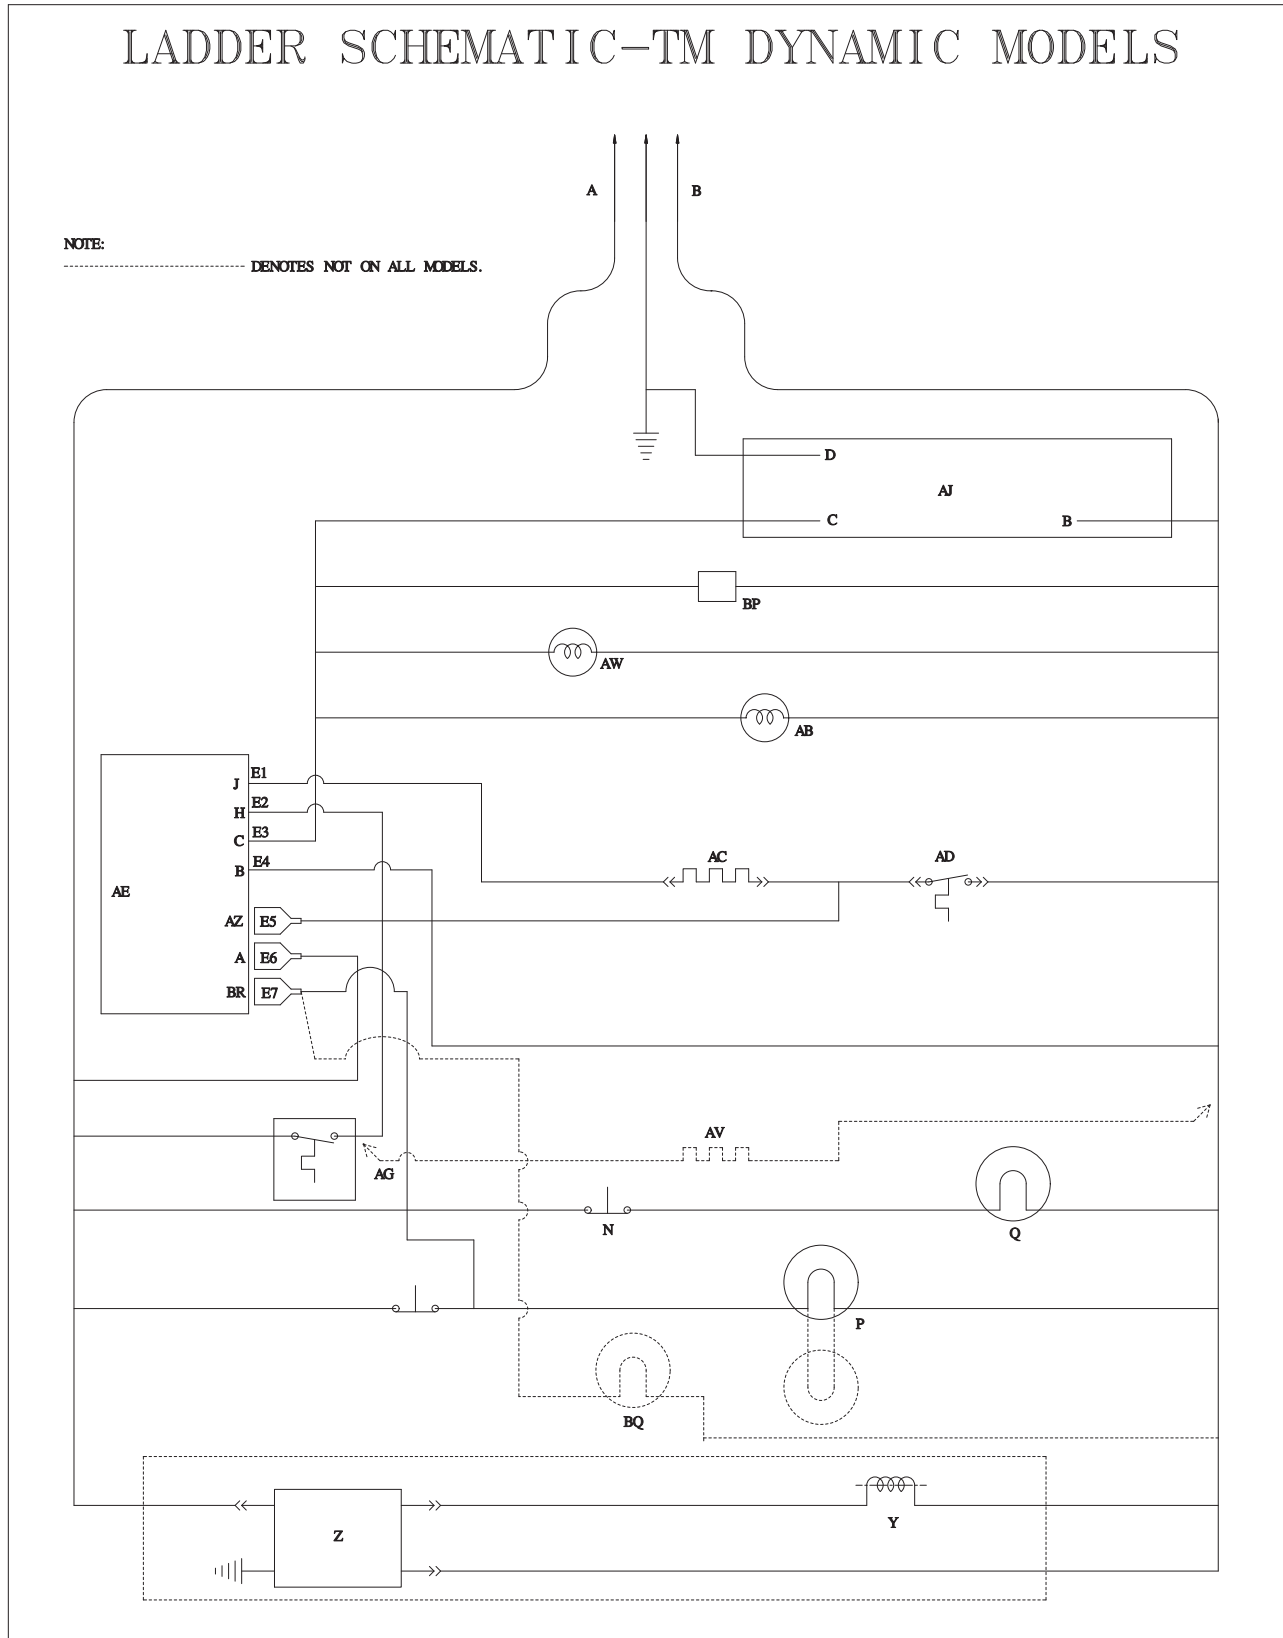 LADDER SCHEMATIC-TM DYNAMIC MODELS
A
B
NOTE:
DENOTES NOT ON ALL MODELS.
D
AJ
C
B
BP
AW
AB
J E1
H E2
C E3
B E4
AE
AC
AD
AZ E5
A E6
BR E7
AV
AG
N
Q
P
BQ
Z
Y